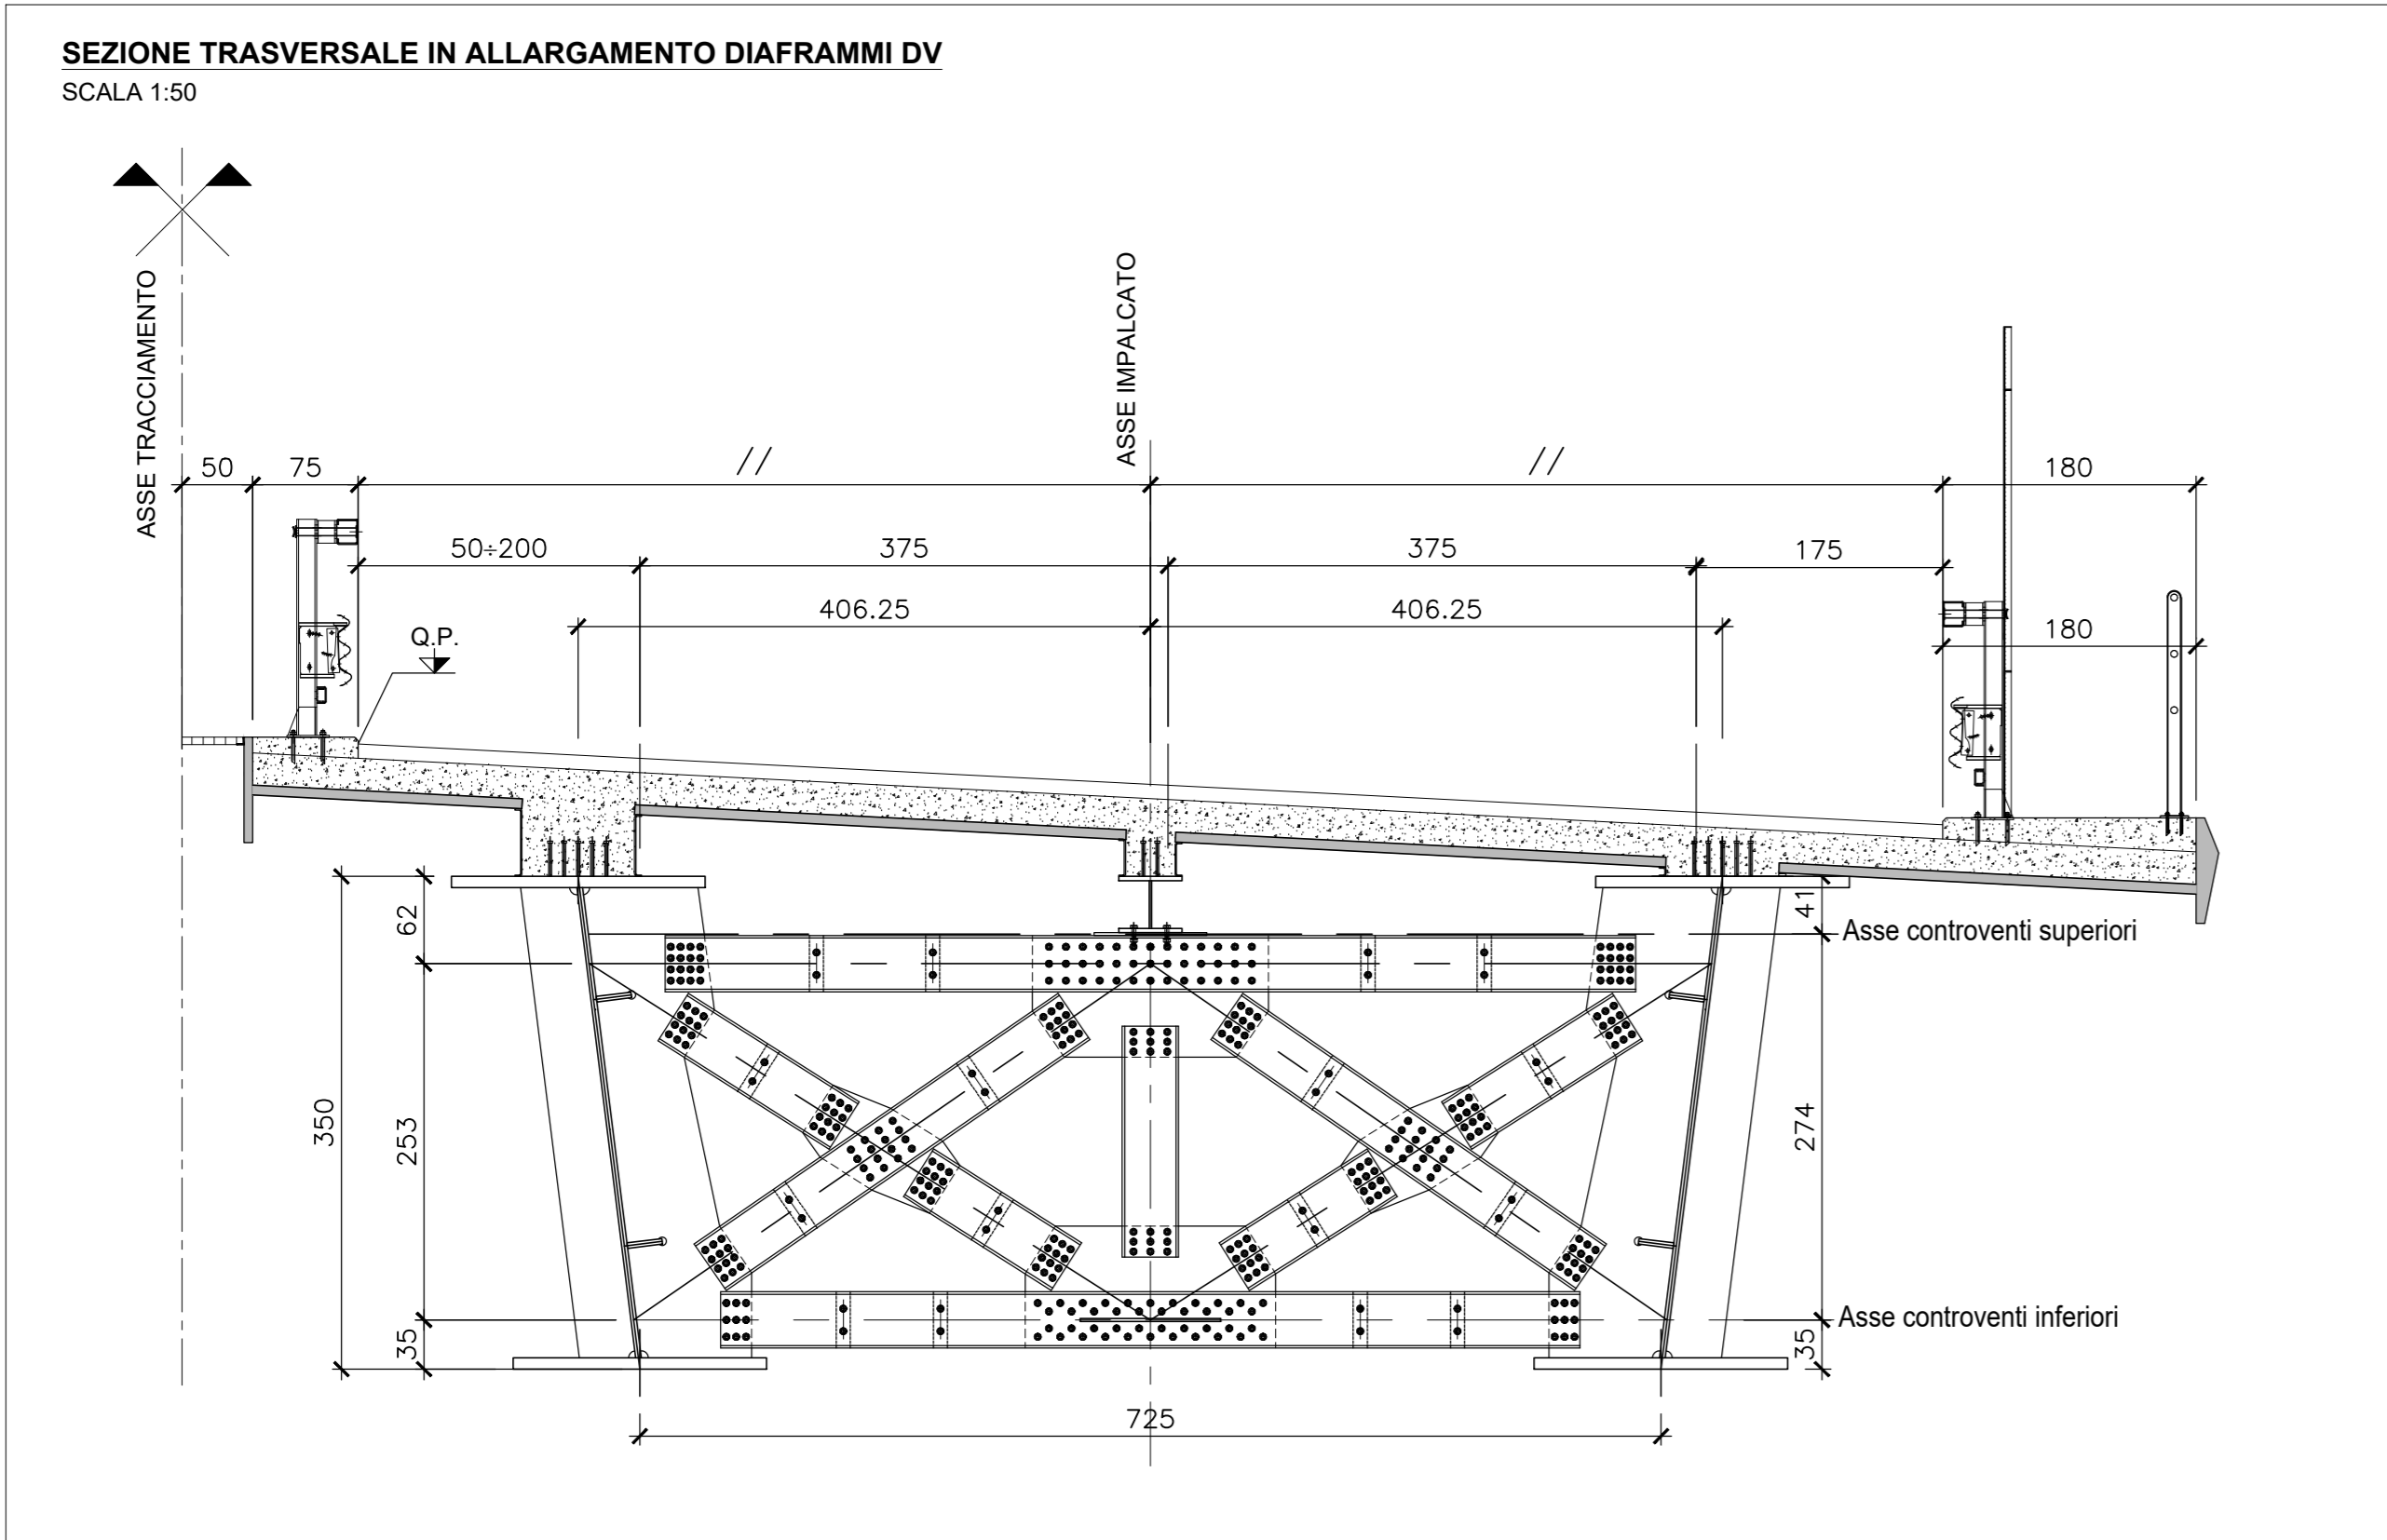 SEZIONE TRASVERSALE IN ALLARGAMENTO DIAFRAMMI DV
SCALA 1:50
ASSE TRACCIAMENTO
ASSE IMPALCATO
50
75
//
//
180
50÷200
375
375
175
406.25
406.25
180
Q.P.
62
41
Asse controventi superiori
350
253
274
35
35
Asse controventi inferiori
725